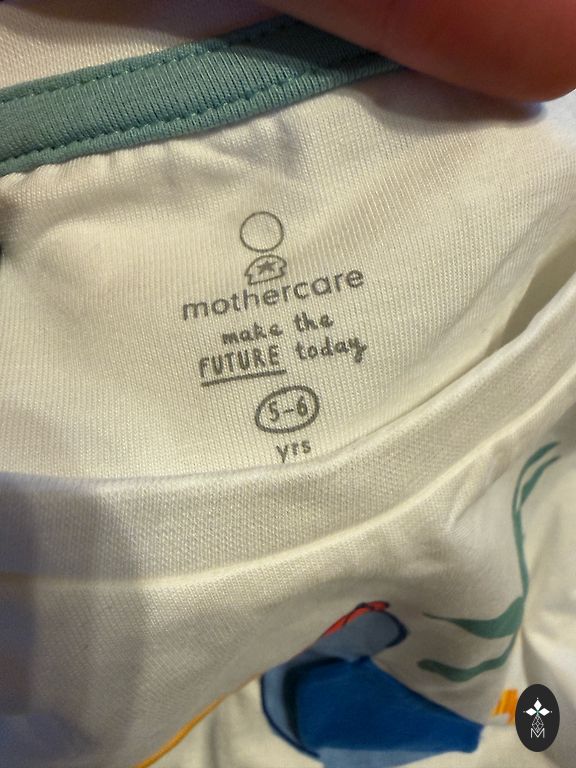 mothercare
make the
FUTURE today
5-6
yrs
M